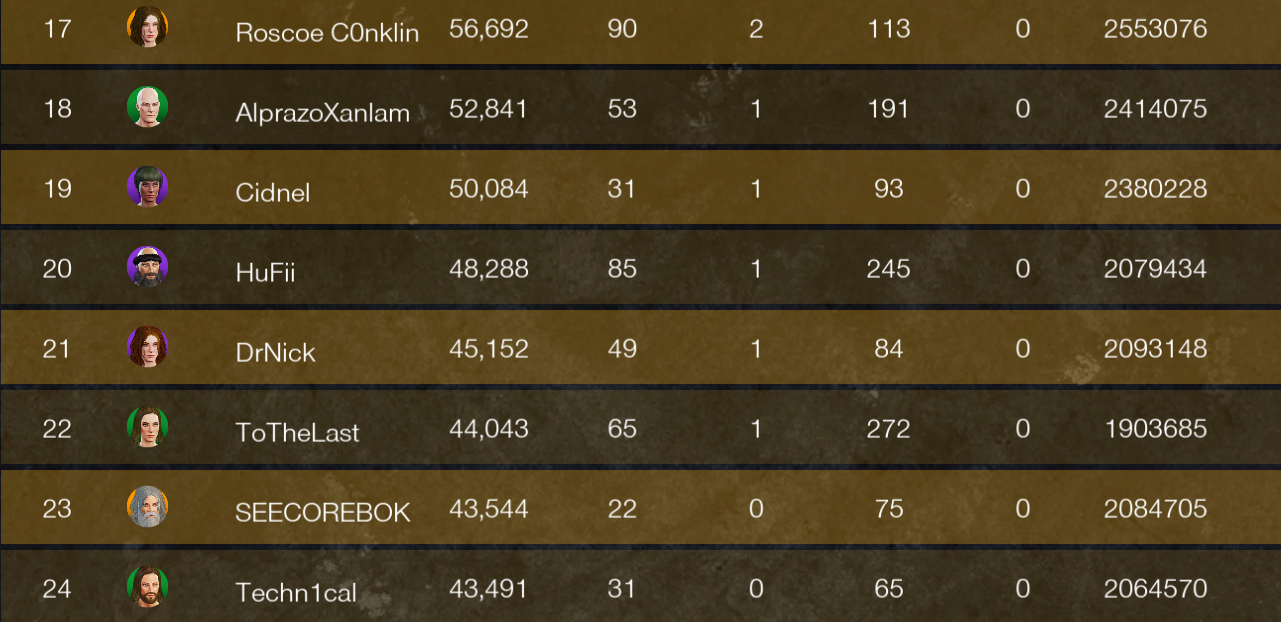 17 Roscoe C0nklin 56,692 90 2 113 0 2553076
18 AlprazoXanlam 52,841 53 1 191 0 2414075
19 Cidnel 50,084 31 1 93 0 2380228
20 HuFii 48,288 85 1 245 0 2079434
21 DrNick 45,152 49 1 84 0 2093148
22 ToTheLast 44,043 65 1 272 0 1903685
23 SEECOREBOK 43,544 22 0 75 0 2084705
24 Techn1cal 43,491 31 0 65 0 2064570